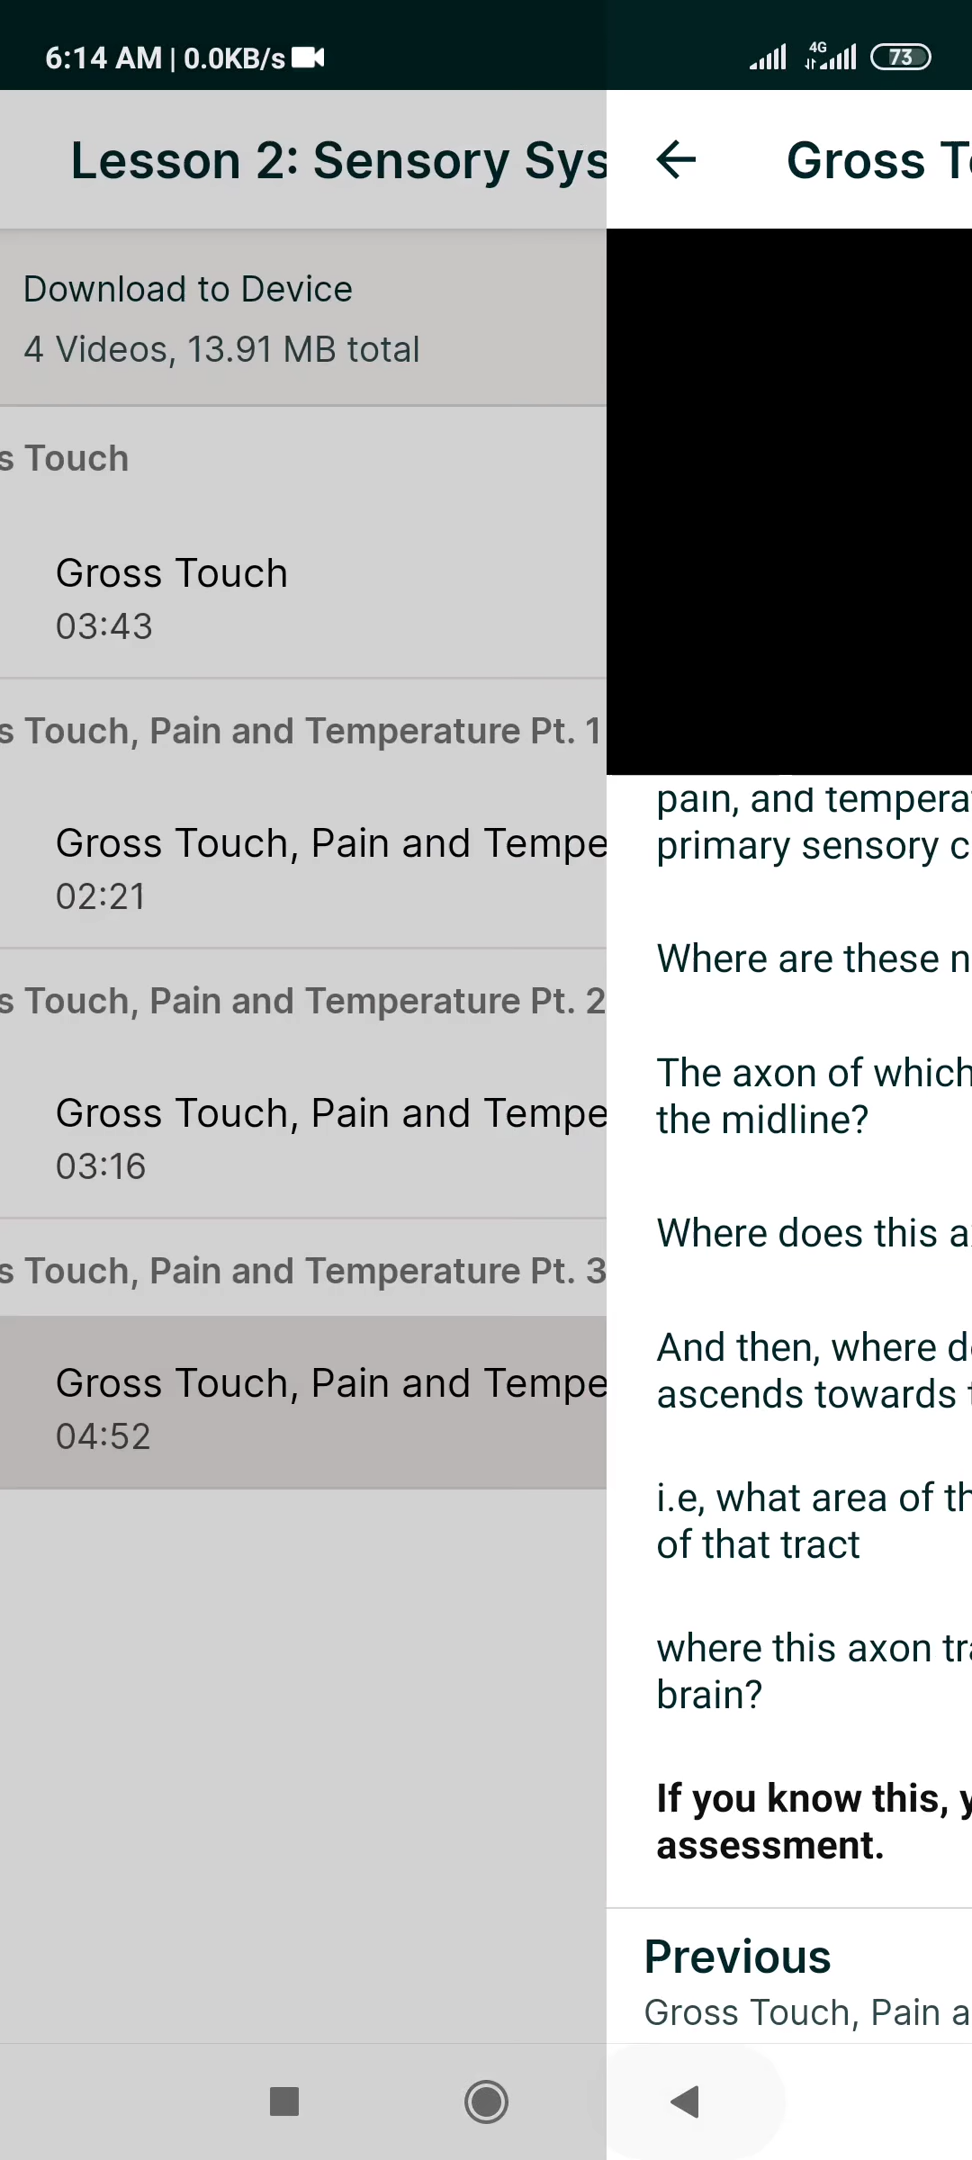 6:14 AM | 0.0KB/s
4G
73
Lesson 2: Sensory Sys
Download to Device
4 Videos, 13.91 MB total
s Touch
Gross Touch
03:43
s Touch, Pain and Temperature Pt. 1
Gross Touch, Pain and Tempe
02:21
s Touch, Pain and Temperature Pt. 2
Gross Touch, Pain and Tempe
03:16
s Touch, Pain and Temperature Pt. 3
Gross Touch, Pain and Tempe
04:52
Gross T
pain, and tempera
primary sensory c
Where are these n
The axon of which
the midline?
Where does this a
And then, where d
ascends towards t
i.e, what area of th
of that tract
where this axon tra
brain?
If you know this, y
assessment.
Previous
Gross Touch, Pain a